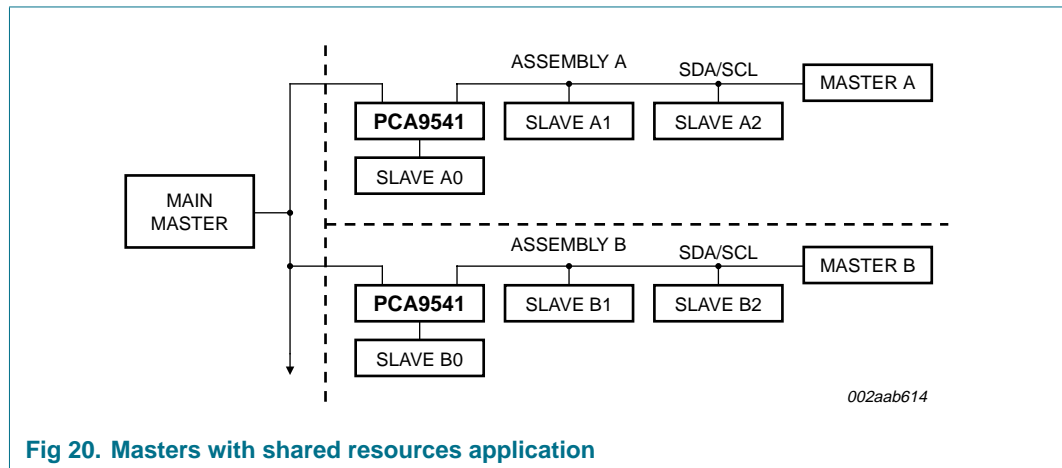 ASSEMBLY A
SDA/SCL
MASTER A
PCA9541
SLAVE A1
SLAVE A2
SLAVE A0
MAIN
MASTER
ASSEMBLY B
SDA/SCL
MASTER B
PCA9541
SLAVE B1
SLAVE B2
SLAVE B0
002aab614
Fig 20. Masters with shared resources application